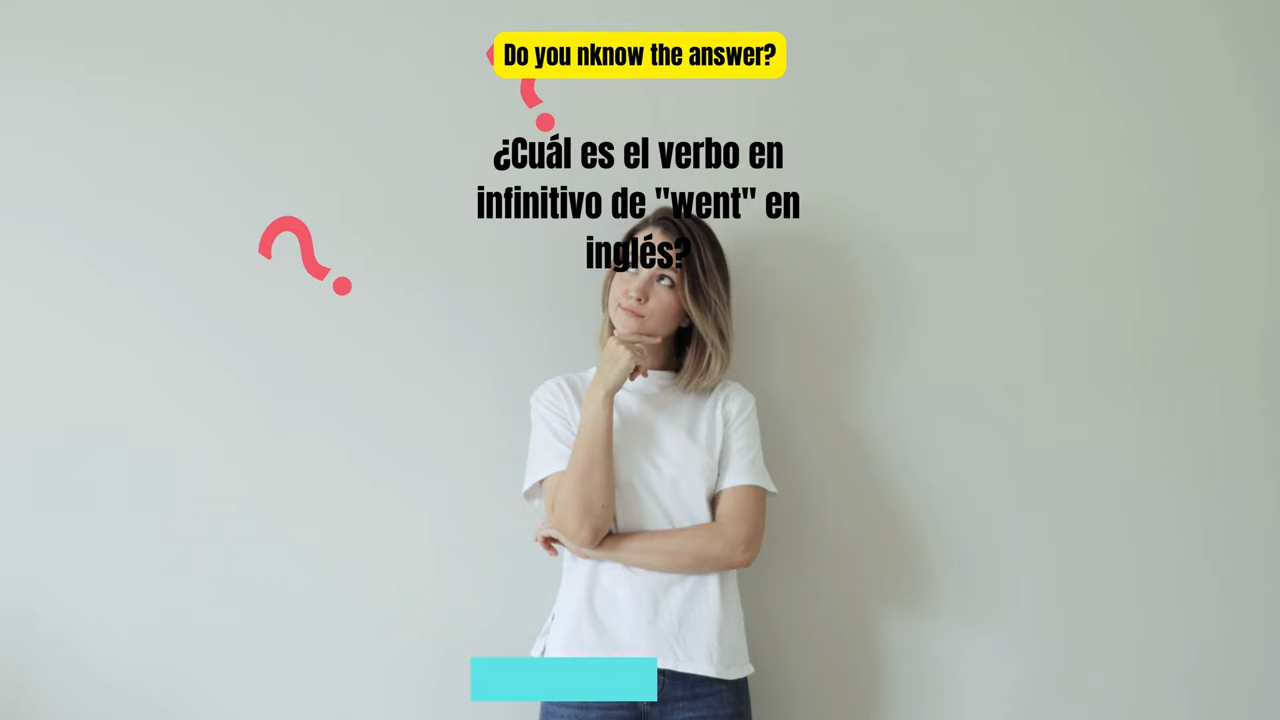 Do you nknow the answer?
¿Cuál es el verbo en
infinitivo de "went" en
inglés?